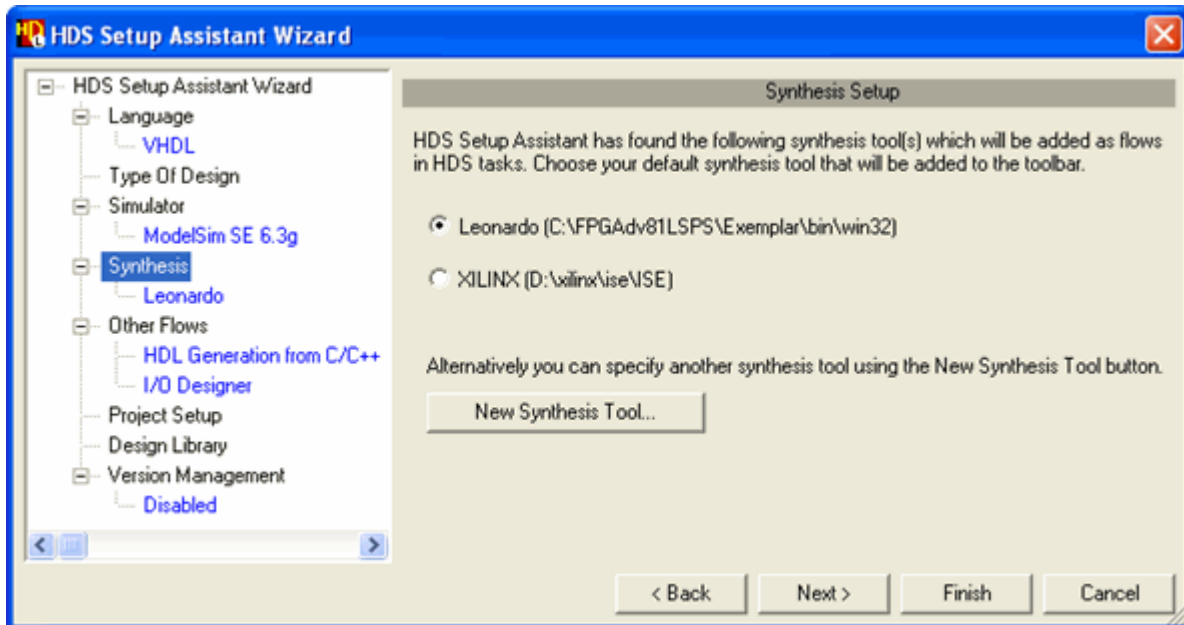 HDS Setup Assistant Wizard
HDS Setup Assistant Wizard
Language
VHDL
Type Of Design
Simulator
ModelSim SE 6.3g
Synthesis
Leonardo
Other Flows
HDL Generation from C/C++
I/O Designer
Project Setup
Design Library
Version Management
Disabled
Synthesis Setup
HDS Setup Assistant has found the following synthesis tool(s) which will be added as flows
in HDS tasks. Choose your default synthesis tool that will be added to the toolbar.
Leonardo (C:\FPGAdv81LSPS\Exemplar\bin\win32)
XILINX (D:\xilinx\ise\ISE)
Alternatively you can specify another synthesis tool using the New Synthesis Tool button.
New Synthesis Tool...
< Back Next > Finish Cancel